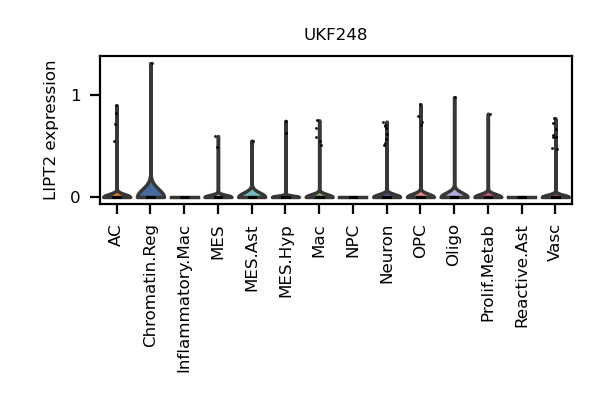 UKF248
LIPT2 expression
1
0
AC
Chromatin.Reg
Inflammatory.Mac
MES
MES.Ast
MES.Hyp
Mac
NPC
Neuron
OPC
Oligo
Prolif.Metab
Reactive.Ast
Vasc